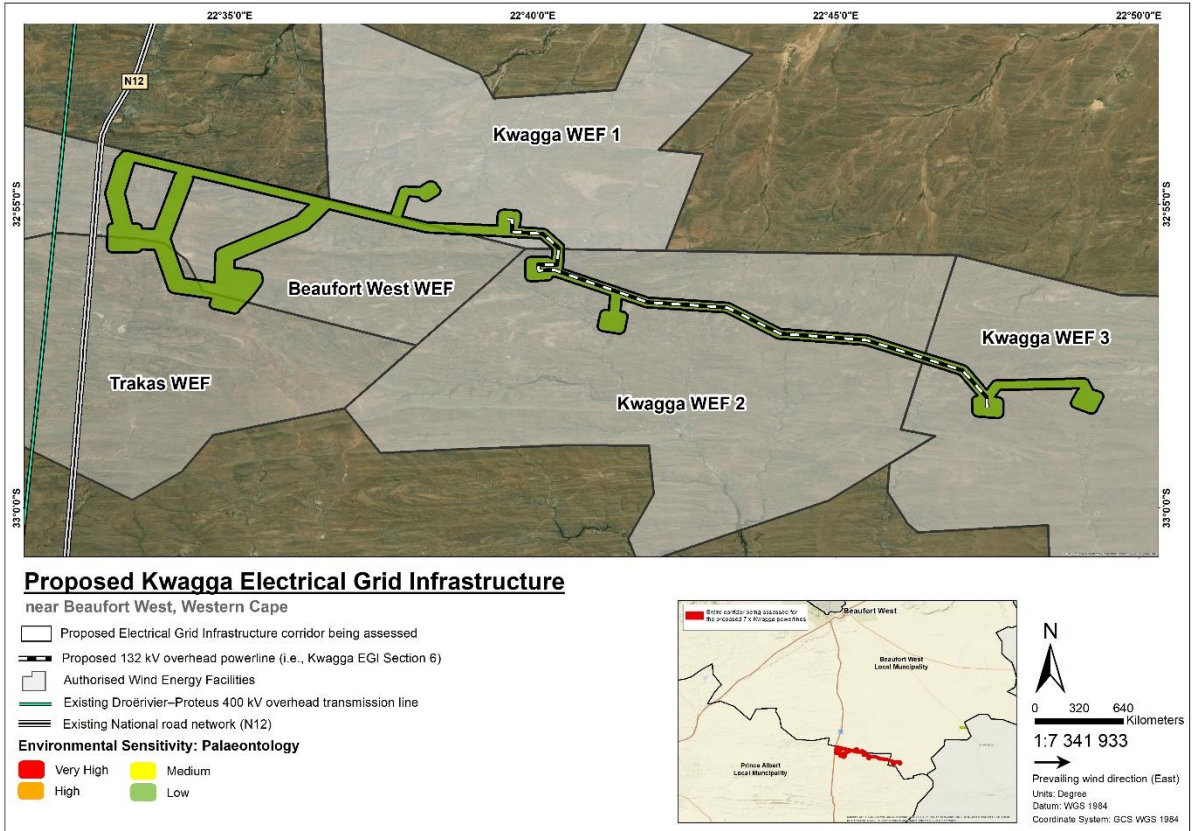 22°35'0"E 22°40'0"E 22°45'0"E 22°50'0"E
N12
Kwagga WEF 1
32°55'0"S 32°55'0"S
Beaufort West WEF
Kwagga WEF 3
Trakas WEF
Kwagga WEF 2
33°0'0"S 33°0'0"S
Proposed Kwagga Electrical Grid Infrastructure
near Beaufort West, Western Cape
Proposed Electrical Grid Infrastructure corridor being assessed
Proposed 132 kV overhead powerline (i.e., Kwagga EGI Section 6)
Authorised Wind Energy Facilities
Existing Droërivier–Proteus 400 kV overhead transmission line
Existing National road network (N12)
Environmental Sensitivity: Palaeontology
Very High Medium
High Low
Entire corridor being assessed for
the proposed 7 x Kwagga powerlines
Beaufort West
Beaufort West
Local Municipality
Prince Albert
Local Municipality
N
0 320 640
Kilometers
1:7 341 933
Prevailing wind direction (East)
Units: Degree
Datum: WGS 1984
Coordinate System: GCS WGS 1984